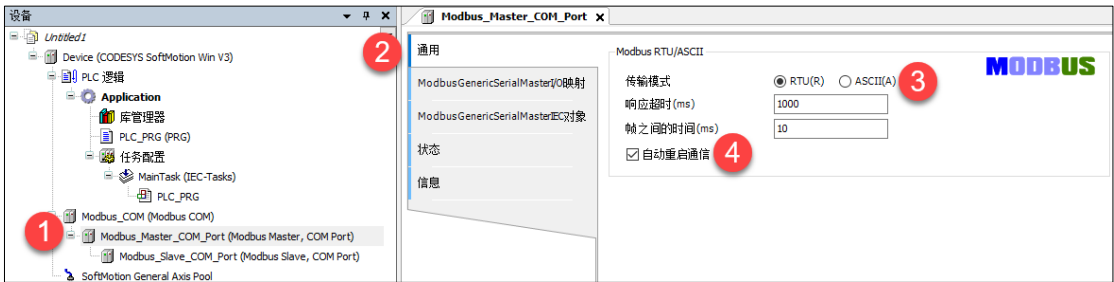 设备
Untitled1
Device (CODESYS SoftMotion Win V3)
PLC 逻辑
Application
库管理器
PLC_PRG (PRG)
任务配置
MainTask (IEC-Tasks)
PLC_PRG
Modbus_COM (Modbus COM)
1
Modbus_Master_COM_Port (Modbus Master, COM Port)
Modbus_Slave_COM_Port (Modbus Slave, COM Port)
SoftMotion General Axis Pool
Modbus_Master_COM_Port
2
通用
ModbusGenericSerialMasterI/O映射
ModbusGenericSerialMasterIEC对象
状态
信息
Modbus RTU/ASCII
MODBUS
传输模式 RTU(R) ASCII(A) 3
响应超时(ms) 1000
帧之间的时间(ms) 10
自动重启通信 4